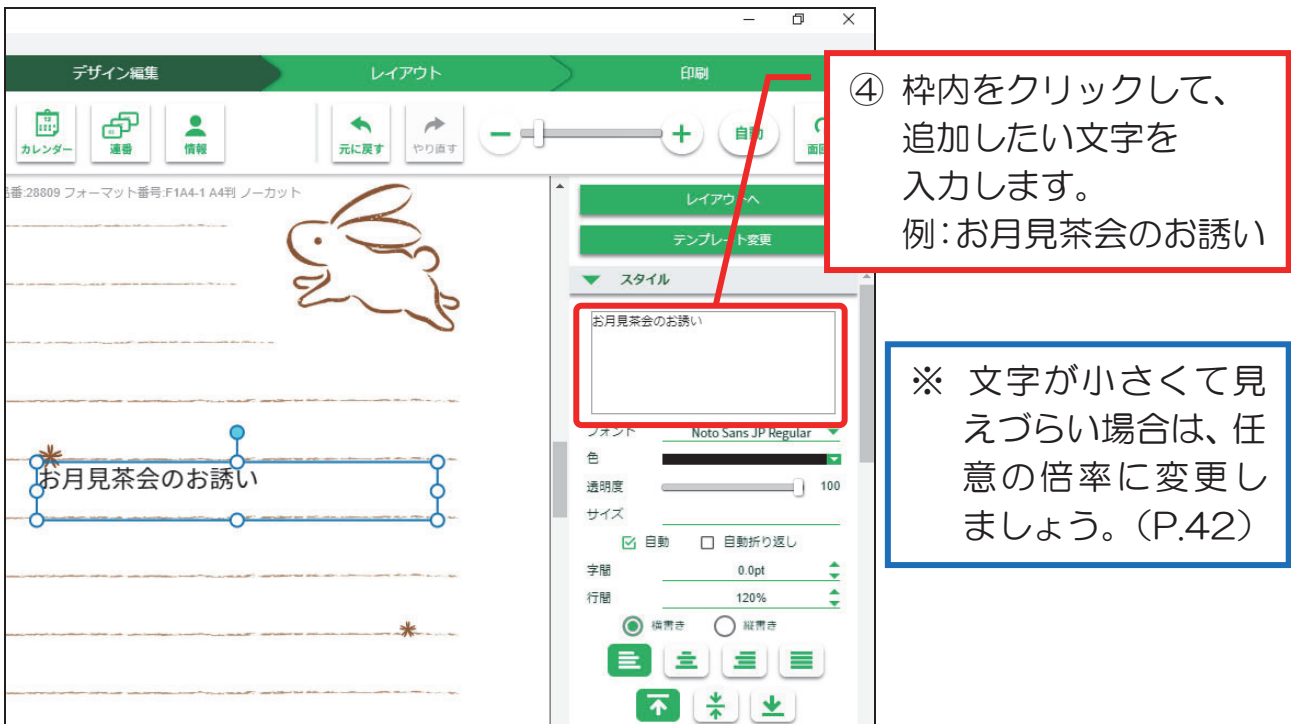 デザイン編集
レイアウト
印刷
カレンダー
連番
情報
元に戻す
やり直す
自動
番:28809 フォーマット番号:F1A4-1 A4判 ノーカット
レイアウトへ
テンプレート変更
スタイル
お月見茶会のお誘い
フォント Noto Sans JP Regular
色
透明度 100
サイズ
自動 自動折り返し
字間 0.0pt
行間 120%
横書き 縦書き
お月見茶会のお誘い
④ 枠内をクリックして、
追加したい文字を
入力します。
例：お月見茶会のお誘い
※ 文字が小さくて見
えづらい場合は、任
意の倍率に変更し
ましょう。（P.42）